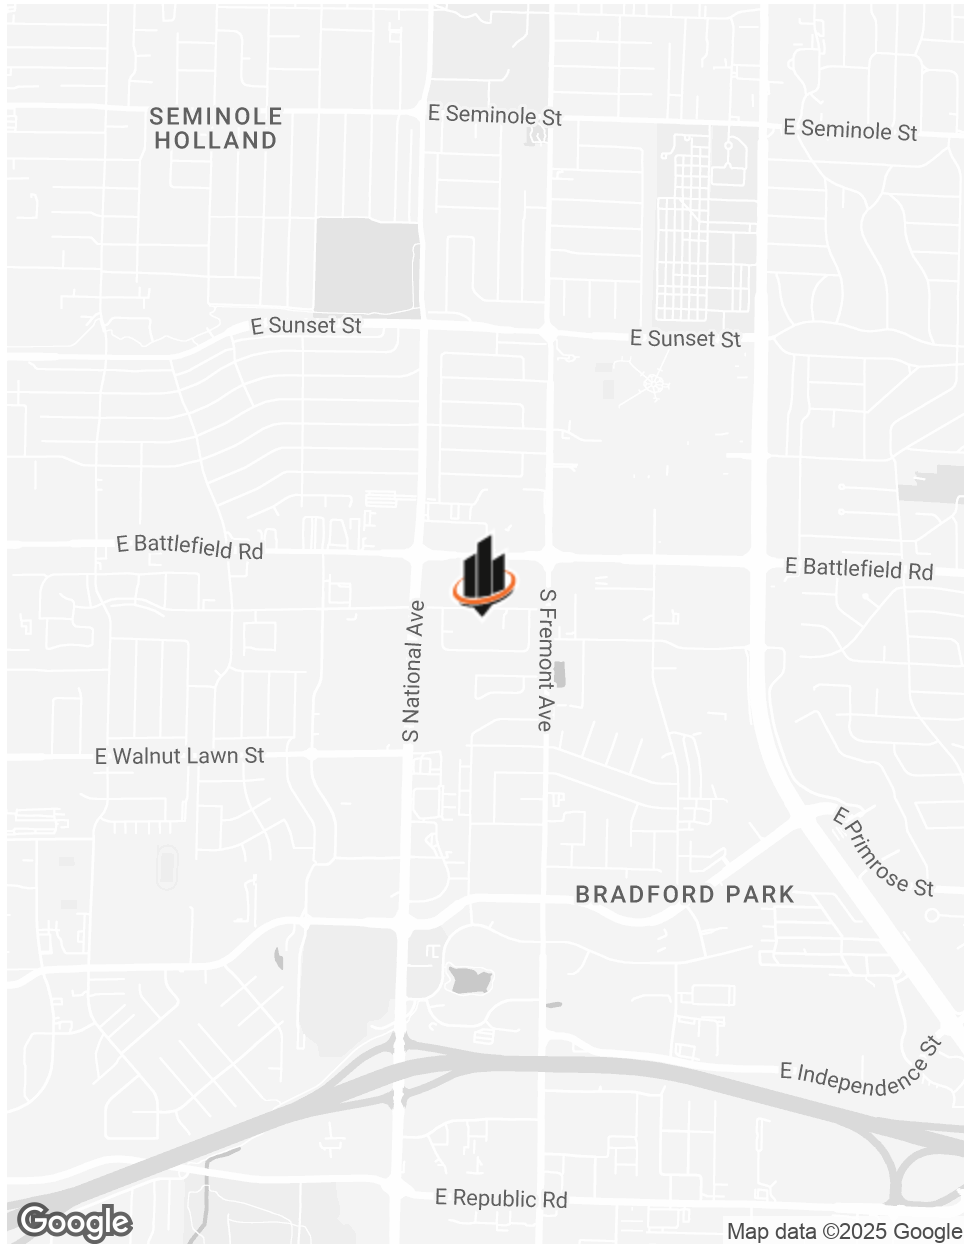 E Seminole St
SEMINOLE
HOLLAND
E Seminole St
E Sunset St
E Sunset St
E Battlefield Rd
E Battlefield Rd
S National Ave
S Fremont Ave
E Walnut Lawn St
E Primrose St
BRADFORD PARK
E Independence St
E Republic Rd
Google
Map data ©2025 Google